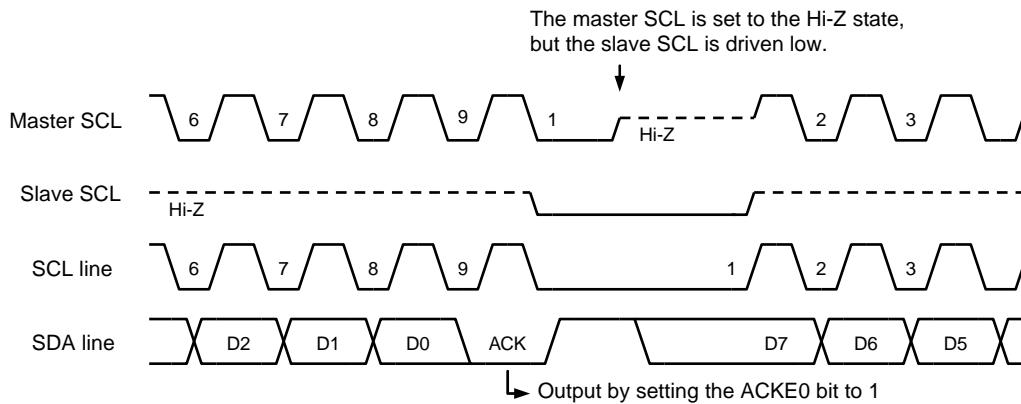 The master SCL is set to the Hi-Z state,
but the slave SCL is driven low.
Master SCL 6 7 8 9 1 Hi-Z 2 3
Slave SCL Hi-Z
SCL line 6 7 8 9 1 2 3
SDA line D2 D1 D0 ACK D7 D6 D5
Output by setting the ACKE0 bit to 1